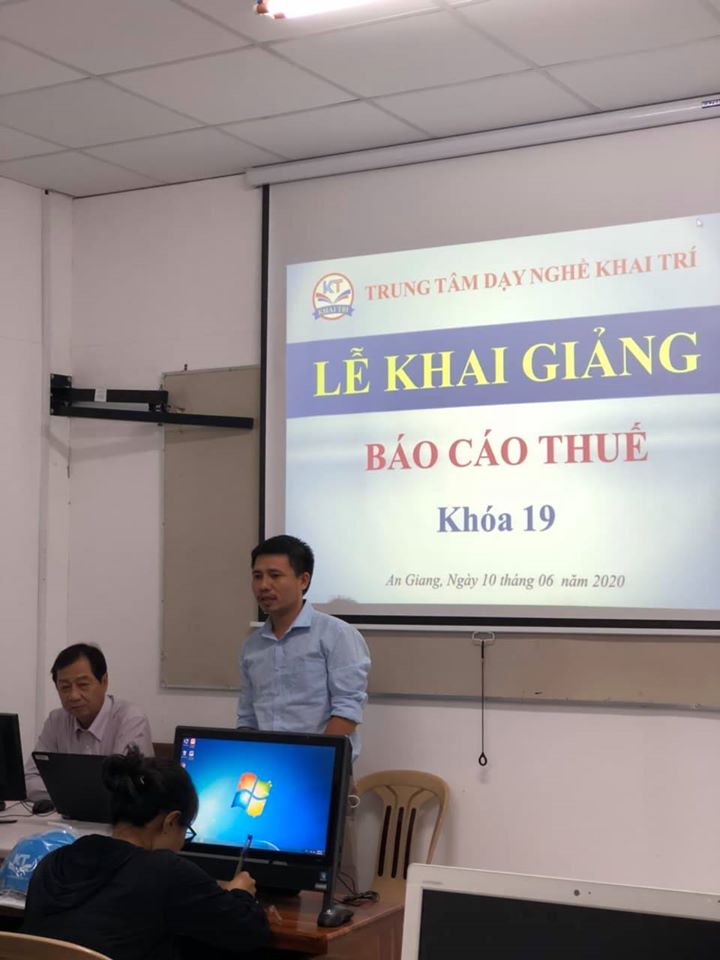 KT
KHAI TRÍ
TRUNG TÂM DẠY NGHỀ KHAI TRÍ
LỄ KHAI GIẢNG
BÁO CÁO THUẾ
Khóa 19
An Giang, Ngày 10 tháng 06 năm 2020
KT